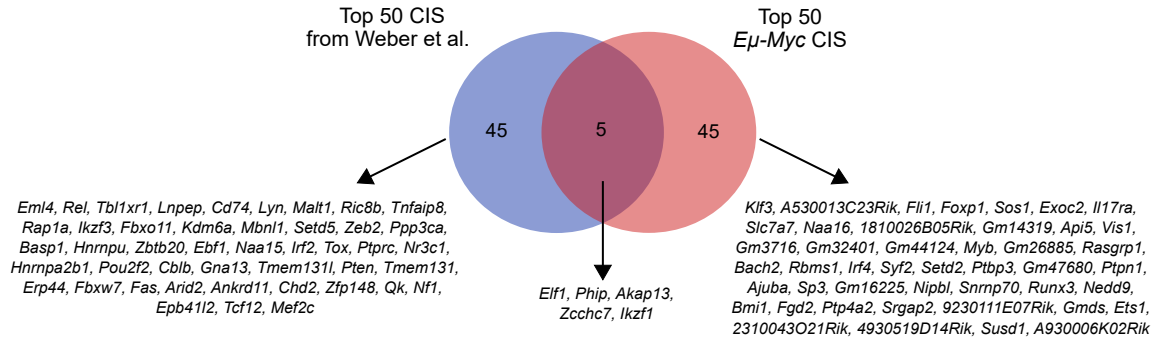 Top 50 CIS
from Weber et al.
Top 50
Eµ-Myc CIS
45
5
45
Eml4, Rel, Tbl1xr1, Lnpep, Cd74, Lyn, Malt1, Ric8b, Tnfaip8,
Rap1a, Ikzf3, Fbxo11, Kdm6a, Mbnl1, Setd5, Zeb2, Ppp3ca,
Basp1, Hnrnpu, Zbtb20, Ebf1, Naa15, Irf2, Tox, Ptprc, Nr3c1,
Hnrnpa2b1, Pou2f2, Cblb, Gna13, Tmem131l, Pten, Tmem131,
Erp44, Fbxw7, Fas, Arid2, Ankrd11, Chd2, Zfp148, Qk, Nf1,
Epb41l2, Tcf12, Mef2c
Elf1, Phip, Akap13,
Zcchc7, Ikzf1
Klf3, A530013C23Rik, Fli1, Foxp1, Sos1, Exoc2, Il17ra,
Slc7a7, Naa16, 1810026B05Rik, Gm14319, Api5, Vis1,
Gm3716, Gm32401, Gm44124, Myb, Gm26885, Rasgrp1,
Bach2, Rbms1, Irf4, Syf2, Setd2, Ptbp3, Gm47680, Ptpn1,
Ajuba, Sp3, Gm16225, Nipbl, Snrnp70, Runx3, Nedd9,
Bmi1, Fgd2, Ptp4a2, Srgap2, 9230111E07Rik, Gmds, Ets1,
2310043O21Rik, 4930519D14Rik, Susd1, A930006K02Rik